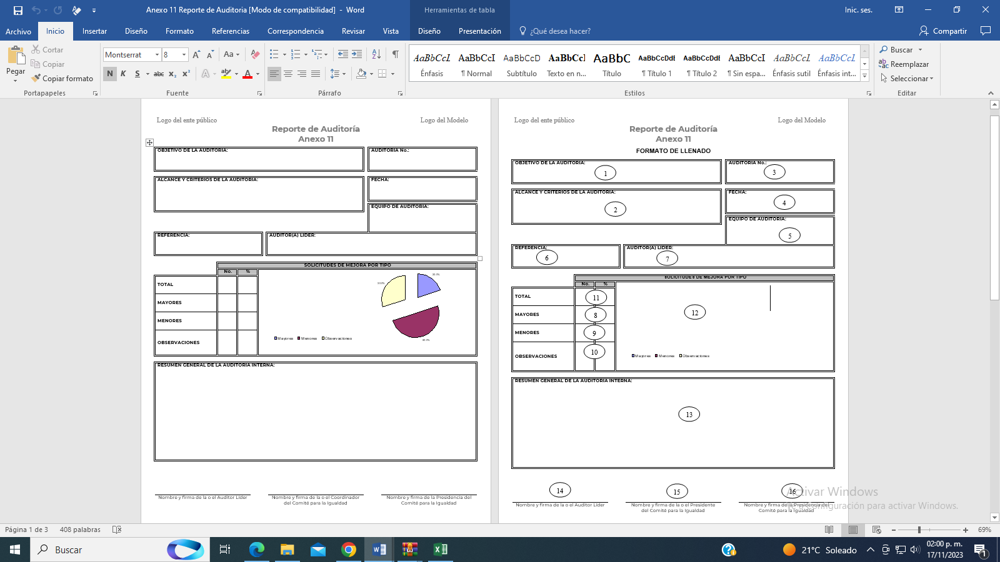 Anexo 11 Reporte de Auditoria [Modo de compatibilidad] - Word
Herramientas de tabla
Inic. ses.
Archivo Inicio Insertar Diseño Formato Referencias Correspondencia Revisar Vista Diseño Presentación ¿Qué desea hacer? Compartir
Pegar
Cortar
Copiar
Copiar formato
Portapapeles
Montserrat 8
N K S abc x₂ x²
Fuente
Párrafo
AaBbCcL AaBbCcI AaBbCcD AaBbCcI AaBbC AaBbCcDdE AaBbCcDdE AaBbCcI AaBbCcL AaBbCcL
Énfasis ¶ Normal Subtítulo Texto en n... Título ¶ Título 1 ¶ Título 2 ¶ Sin espa... Énfasis sutil Énfasis int...
Estilos
Buscar
Reemplazar
Seleccionar
Editar
Logo del ente público Logo del Modelo
Reporte de Auditoría
Anexo 11
OBJETIVO DE LA AUDITORIA: AUDITORIA No.:
ALCANCE Y CRITERIOS DE LA AUDITORIA: FECHA:
EQUIPO DE AUDITORIA:
REFERENCIA: AUDITOR(A) LIDER:
SOLICITUDES DE MEJORA POR TIPO
No. %
TOTAL
MAYORES
MENORES
OBSERVACIONES
Mayores Menores Observaciones
RESUMEN GENERAL DE LA AUDITORIA INTERNA:
Nombre y firma de la o el Auditor Líder
Nombre y firma de la o el Coordinador
del Comité para la Igualdad
Nombre y firma de la Presidencia del
Comité para la Igualdad
Logo del ente público Logo del Modelo
Reporte de Auditoría
Anexo 11
FORMATO DE LLENADO
OBJETIVO DE LA AUDITORIA: AUDITORIA No.:
1 3
ALCANCE Y CRITERIOS DE LA AUDITORIA: FECHA:
2 4
EQUIPO DE AUDITORIA:
5
REFERENCIA: AUDITOR(A) LIDER:
6 7
SOLICITUDES DE MEJORA POR TIPO
No. %
TOTAL 11
MAYORES 8 12
MENORES 9
OBSERVACIONES 10
Mayores Menores Observaciones
RESUMEN GENERAL DE LA AUDITORIA INTERNA:
13
14 15 16
Nombre y firma de la o el Auditor Líder
Nombre y firma de la o el Presidente
del Comité para la Igualdad
Nombre y firma de la Presidencia del
Comité para la Igualdad
Activar Windows
Ve a Configuración para activar Windows.
Página 1 de 3 408 palabras 69%
Buscar
21°C Soleado
02:00 p. m.
17/11/2023
1